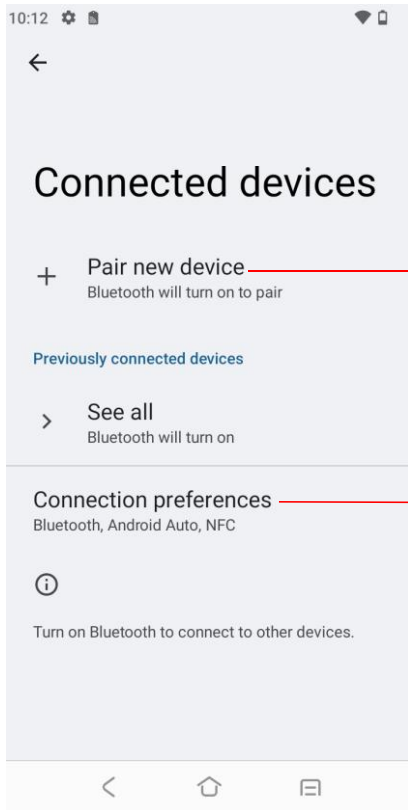 10:12
Connected devices
Pair new device
Bluetooth will turn on to pair
Previously connected devices
See all
Bluetooth will turn on
Connection preferences
Bluetooth, Android Auto, NFC
Turn on Bluetooth to connect to other devices.